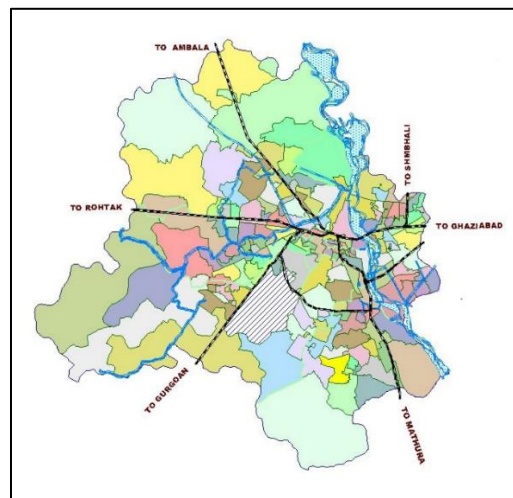 TO AMBALA
TO SHMBHALI
TO ROHTAK
TO GHAZIABAD
TO GURGOAN
TO MATHURA